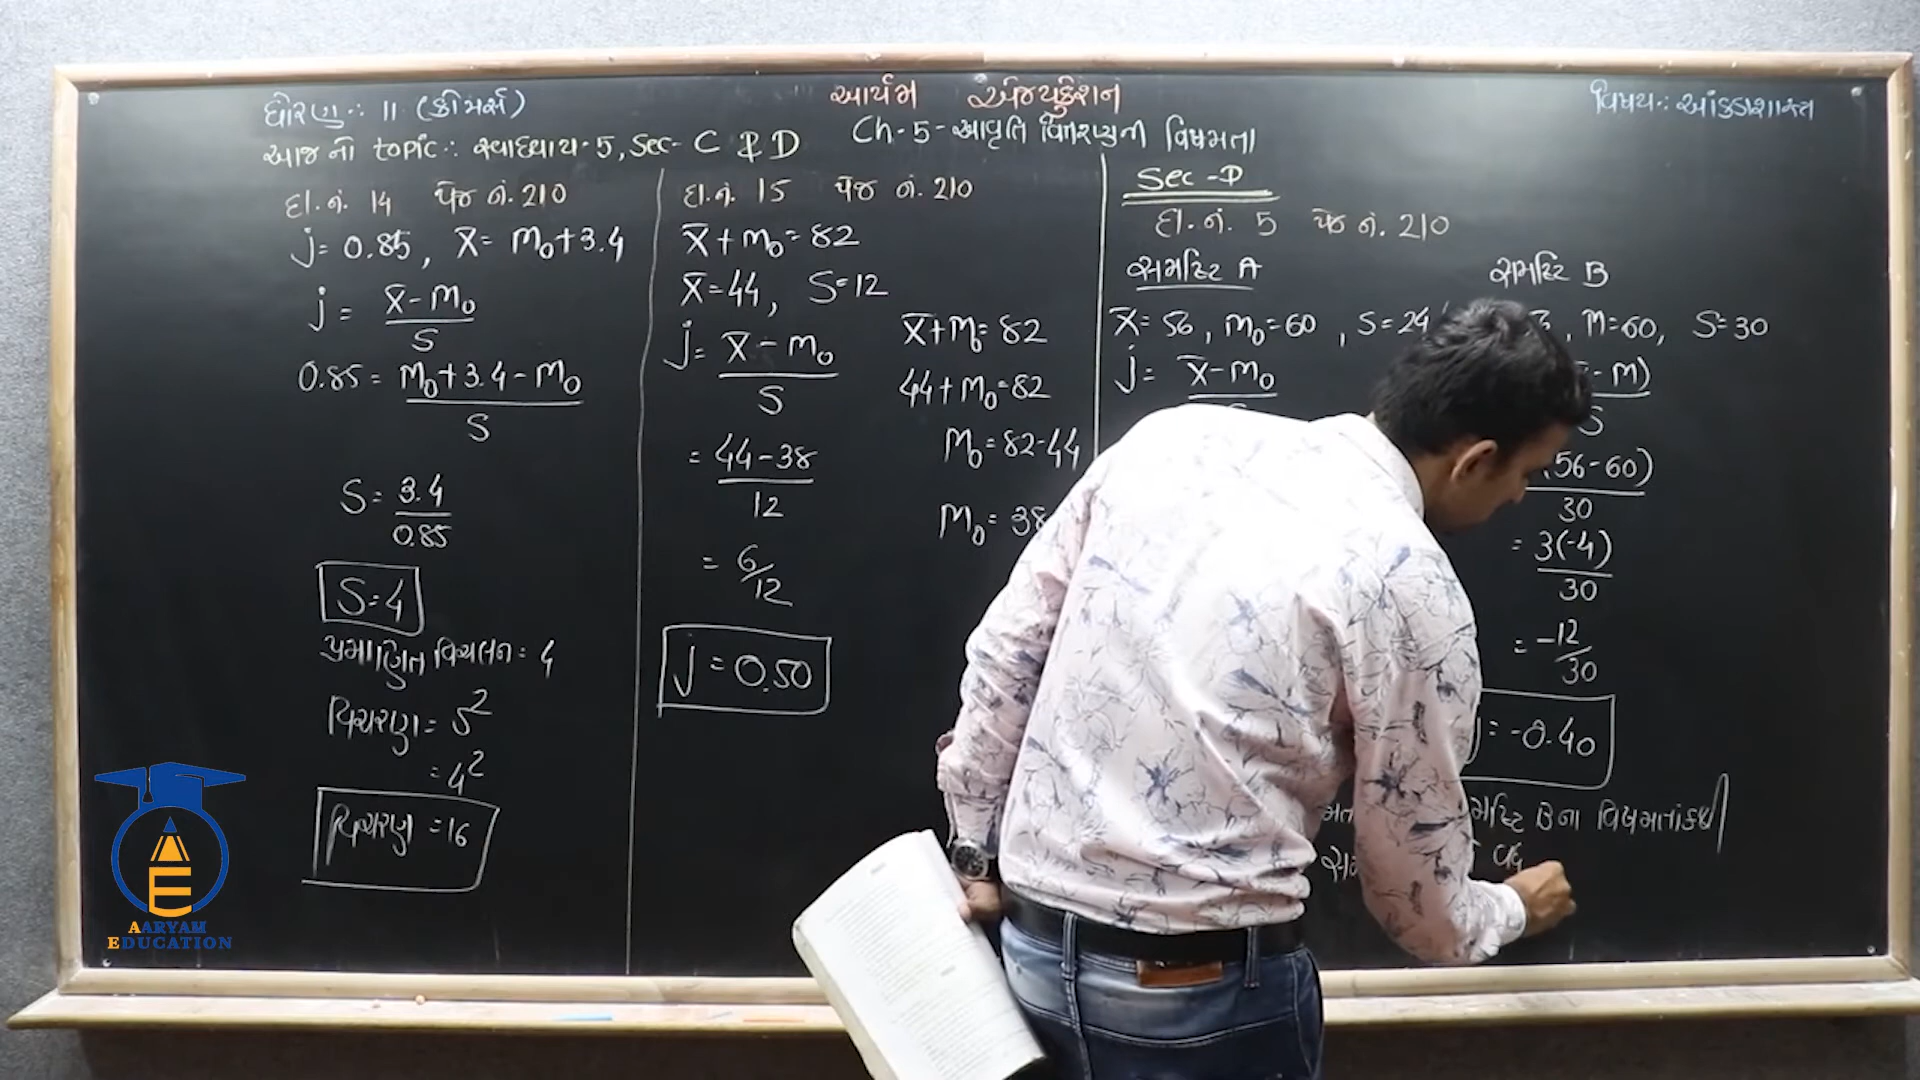 ધોરણ :- 11 (કોમર્સ)
આર્યમ એજ્યુકેશન
વિષય :- આંકડાશાસ્ત્ર
આજ નો topic :- સ્વાધ્યાય - 5, Sec - C & D
Ch - 5 - આવૃતિ વિતરણની વિષમતા
દા.નં. 14 પેજ નં. 210
j = 0.85, x̄ = M₀ + 3.4
j = x̄ - M₀ / S
0.85 = M₀ + 3.4 - M₀ / S
S = 3.4 / 0.85
S = 4
પ્રમાણિત વિચલન = 4
વિચરણ = S²
= 4²
વિચરણ = 16
દા.નં. 15 પેજ નં. 210
x̄ + M₀ = 82
x̄ = 44, S = 12
j = x̄ - M₀ / S
= 44 - 38 / 12
= 6/12
j = 0.50
x̄ + M₀ = 82
44 + M₀ = 82
M₀ = 82 - 44
M₀ = 38
Sec - D
દા.નં. 5 પેજ નં. 210
સમષ્ટિ A
x̄ = 56, M₀ = 60, S = 24
j = x̄ - M₀
સમષ્ટિ B
, M = 60, S = 30
- M)
S
(56 - 60)
30
= 3(-4) / 30
= -12/30
= -0.40
મષ્ટિ B ના વિષમતાંક
AARYAM
EDUCATION